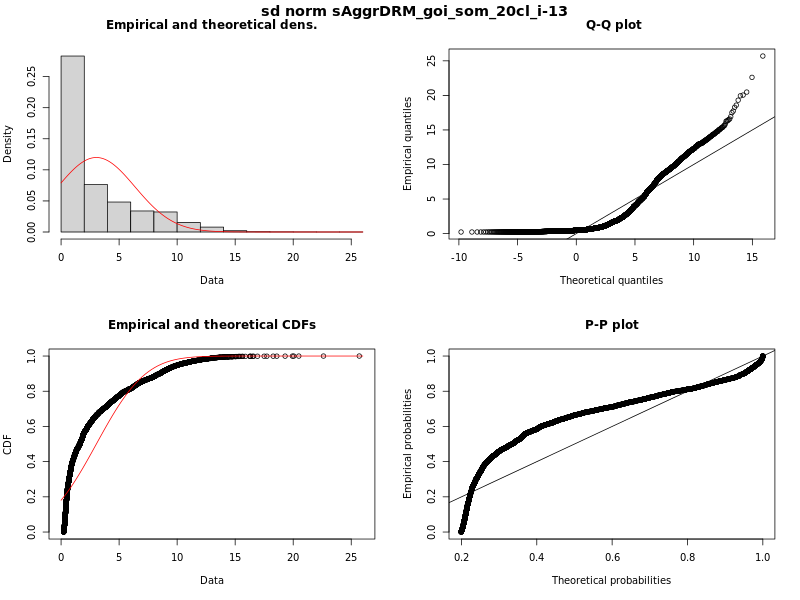 sd norm sAggrDRM_goi_som_20cl_i-13
Empirical and theoretical dens.
Density
0.00 0.05 0.10 0.15 0.20 0.25
0 5 10 15 20 25
Data
Q-Q plot
Empirical quantiles
0 5 10 15 20 25
-10 -5 0 5 10 15
Theoretical quantiles
Empirical and theoretical CDFs
CDF
0.0 0.2 0.4 0.6 0.8 1.0
0 5 10 15 20 25
Data
P-P plot
Empirical probabilities
0.0 0.2 0.4 0.6 0.8 1.0
0.2 0.4 0.6 0.8 1.0
Theoretical probabilities